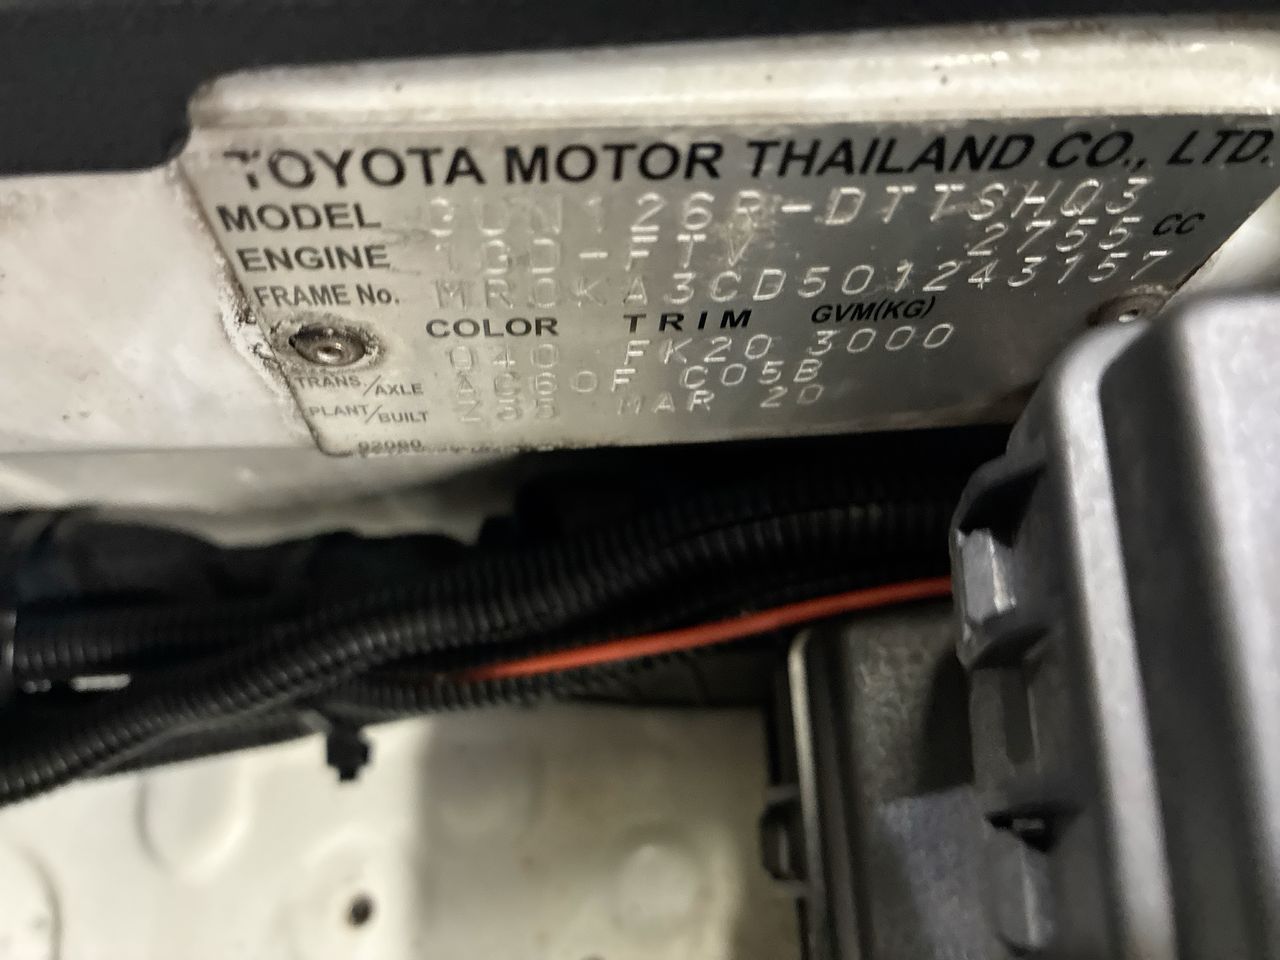 TOYOTA MOTOR THAILAND CO., LTD.
MODEL GUN126R-DTTSHQ3
ENGINE 1GD-FTV 2755 CC
FRAME No. MR0KA3CD501243157
COLOR TRIM GVM(KG)
040 FK20 3000
TRANS./AXLE AC60F C05B
PLANT/BUILT MAR 20